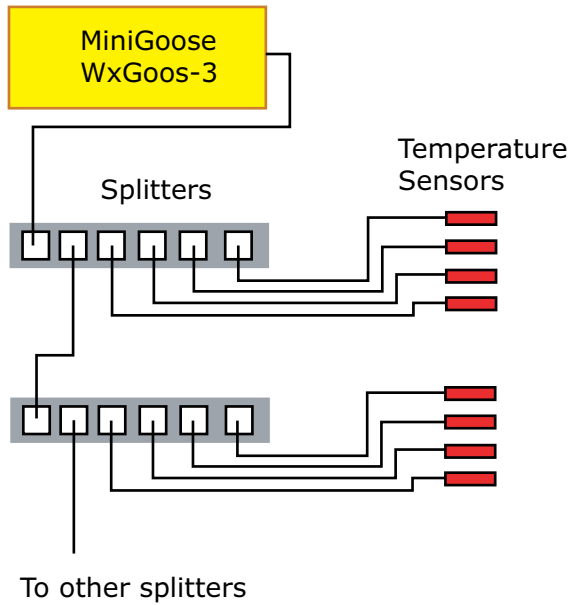 MiniGoose
WxGoos-3
Temperature
Sensors
Splitters
To other splitters